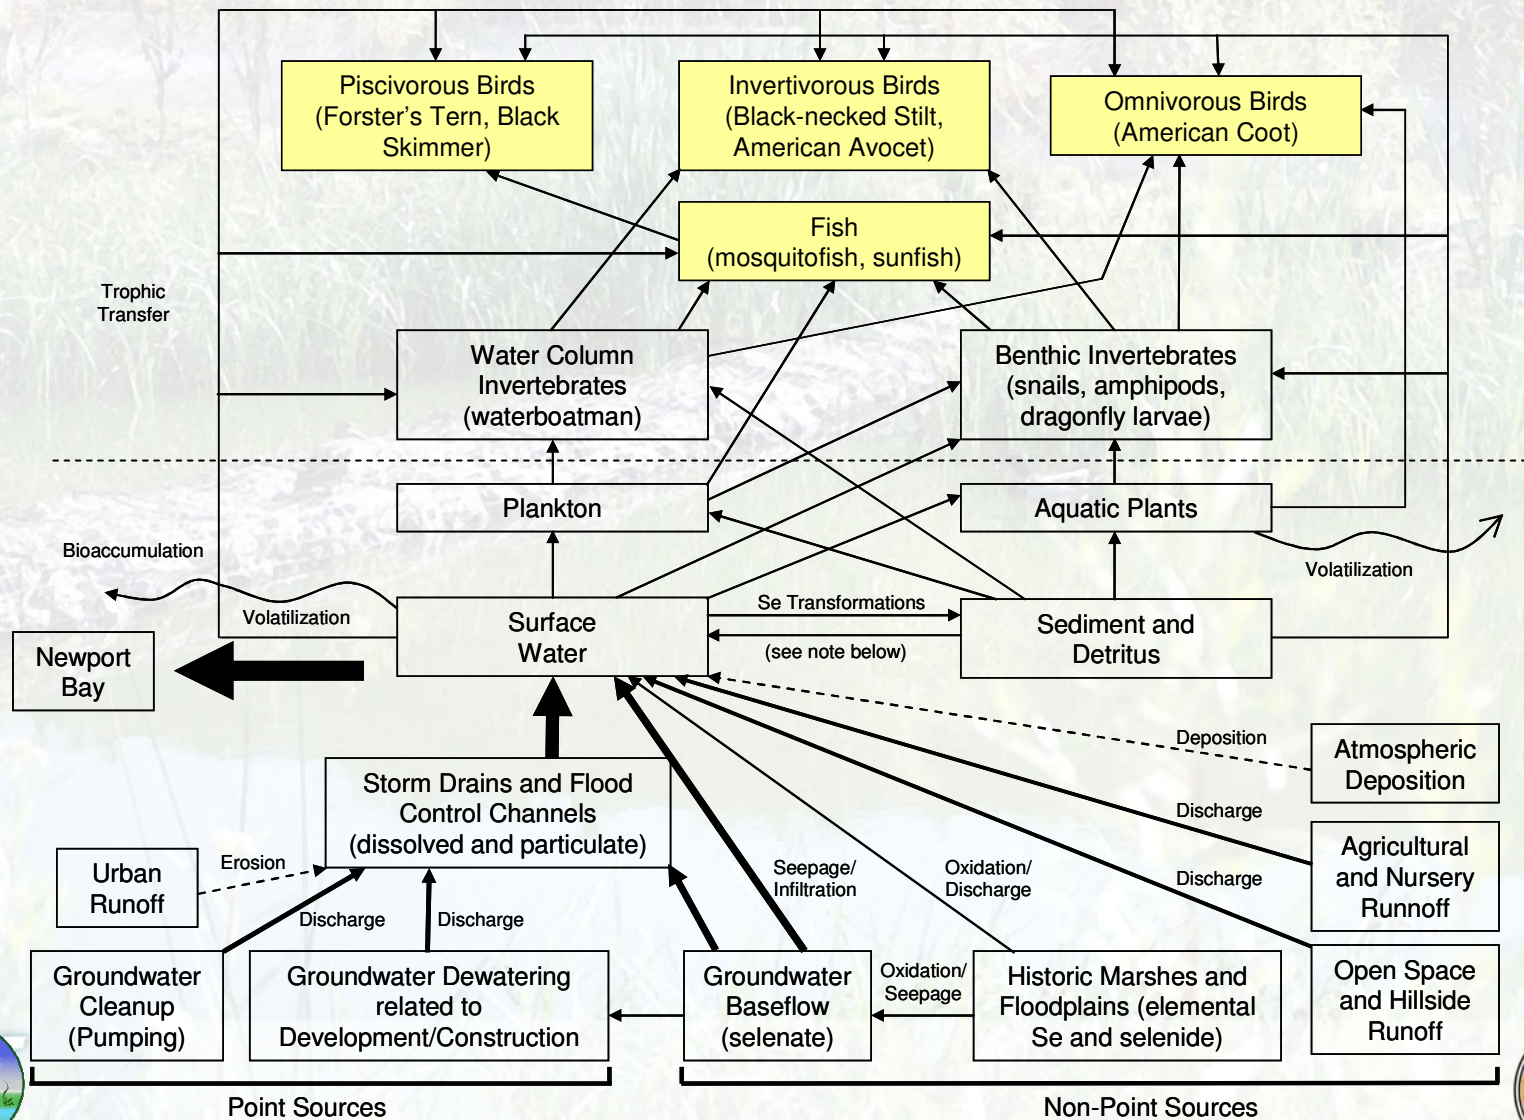 Piscivorous Birds
(Forster's Tern, Black
Skimmer)
Invertivorous Birds
(Black-necked Stilt,
American Avocet)
Omnivorous Birds
(American Coot)
Fish
(mosquitofish, sunfish)
Trophic
Transfer
Water Column
Invertebrates
(waterboatman)
Benthic Invertebrates
(snails, amphipods,
dragonfly larvae)
Plankton
Aquatic Plants
Bioaccumulation
Volatilization
Volatilization
Surface
Water
Se Transformations
(see note below)
Sediment and
Detritus
Newport
Bay
Storm Drains and Flood
Control Channels
(dissolved and particulate)
Deposition
Atmospheric
Deposition
Discharge
Agricultural
and Nursery
Runnoff
Urban
Runoff
Erosion
Seepage/
Infiltration
Oxidation/
Discharge
Discharge
Discharge
Discharge
Groundwater
Cleanup
(Pumping)
Groundwater Dewatering
related to
Development/Construction
Groundwater
Baseflow
(selenate)
Oxidation/
Seepage
Historic Marshes and
Floodplains (elemental
Se and selenide)
Open Space
and Hillside
Runoff
Point Sources
Non-Point Sources